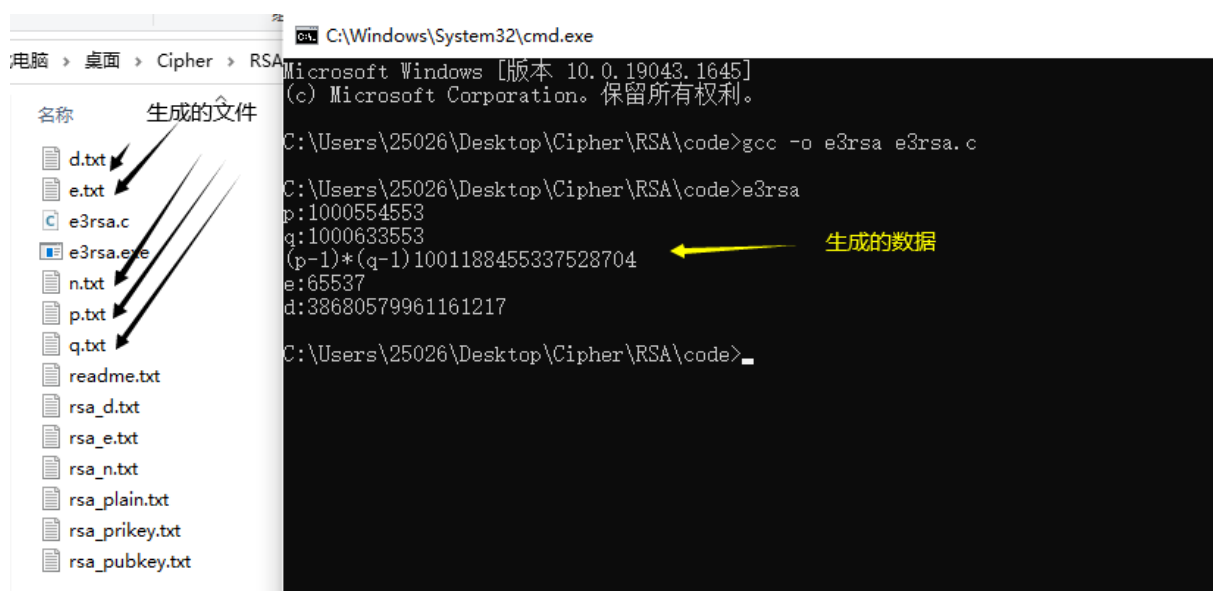 C:\Windows\System32\cmd.exe
电脑 › 桌面 › Cipher › RSA
名称
生成的文件
d.txt
e.txt
e3rsa.c
e3rsa.exe
n.txt
p.txt
q.txt
readme.txt
rsa_d.txt
rsa_e.txt
rsa_n.txt
rsa_plain.txt
rsa_prikey.txt
rsa_pubkey.txt
Microsoft Windows [版本 10.0.19043.1645]
(c) Microsoft Corporation。保留所有权利。
C:\Users\25026\Desktop\Cipher\RSA\code>gcc -o e3rsa e3rsa.c
C:\Users\25026\Desktop\Cipher\RSA\code>e3rsa
p:1000554553
q:1000633553
(p-1)*(q-1)1001188455337528704
e:65537
d:38680579961161217
生成的数据
C:\Users\25026\Desktop\Cipher\RSA\code>